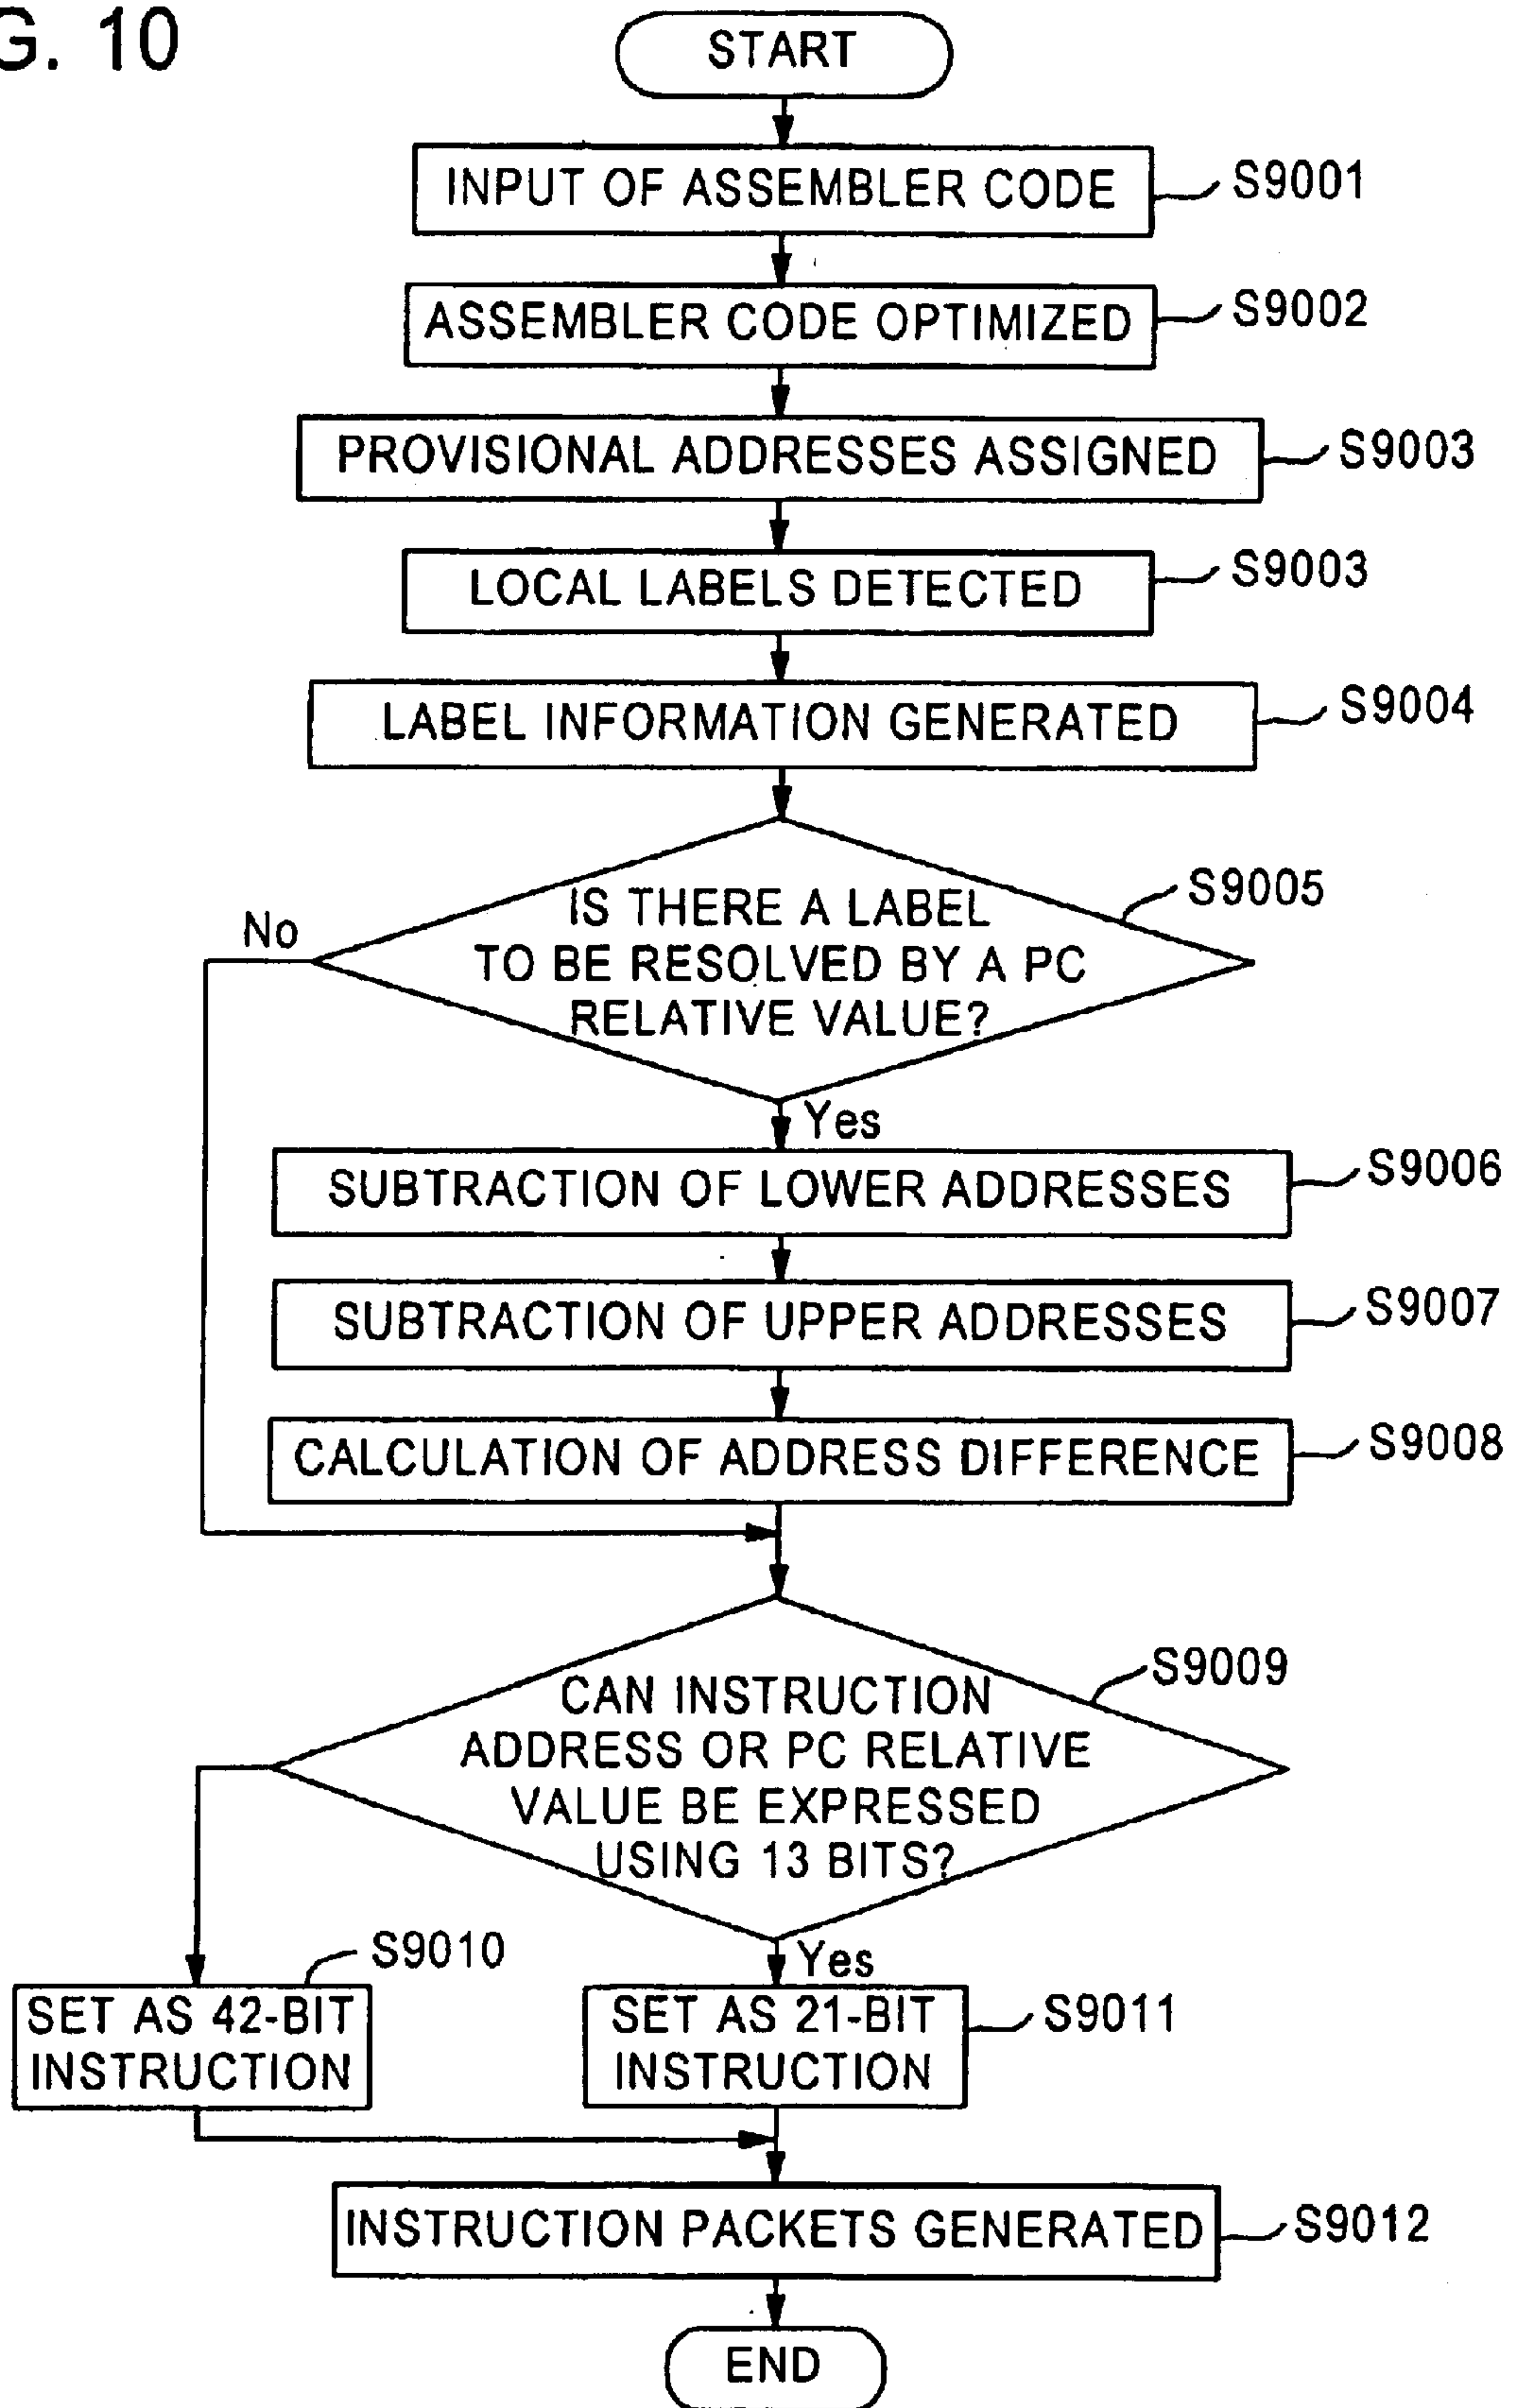 G. 10
START
INPUT OF ASSEMBLER CODE
S9001
ASSEMBLER CODE OPTIMIZED
S9002
PROVISIONAL ADDRESSES ASSIGNED
S9003
LOCAL LABELS DETECTED
S9003
LABEL INFORMATION GENERATED
S9004
IS THERE A LABEL
TO BE RESOLVED BY A PC
RELATIVE VALUE?
S9005
No
Yes
SUBTRACTION OF LOWER ADDRESSES
S9006
SUBTRACTION OF UPPER ADDRESSES
S9007
CALCULATION OF ADDRESS DIFFERENCE
S9008
CAN INSTRUCTION
ADDRESS OR PC RELATIVE
VALUE BE EXPRESSED
USING 13 BITS?
S9009
Yes
S9010
SET AS 42-BIT
INSTRUCTION
SET AS 21-BIT
INSTRUCTION
S9011
INSTRUCTION PACKETS GENERATED
S9012
END